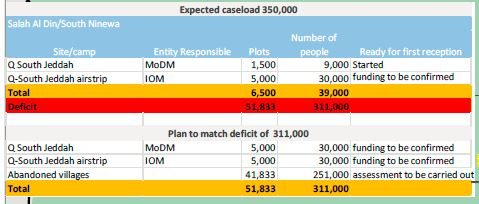 Expected caseload 350,000
Salah Al Din/South Ninewa
Number of
Site/camp Entity Responsible Plots people Ready for first reception
Q South Jeddah MoDM 1,500 9,000 Started
Q-South Jeddah airstrip IOM 5,000 30,000 funding to be confirmed
Total 6,500 39,000
Deficit 51,833 311,000
Plan to match deficit of 311,000
Q South Jeddah MoDM 5,000 30,000 funding to be confirmed
Q-South Jeddah airstrip IOM 5,000 30,000 funding to be confirmed
Abandoned villages 41,833 251,000 assessment to be carried out
Total 51,833 311,000